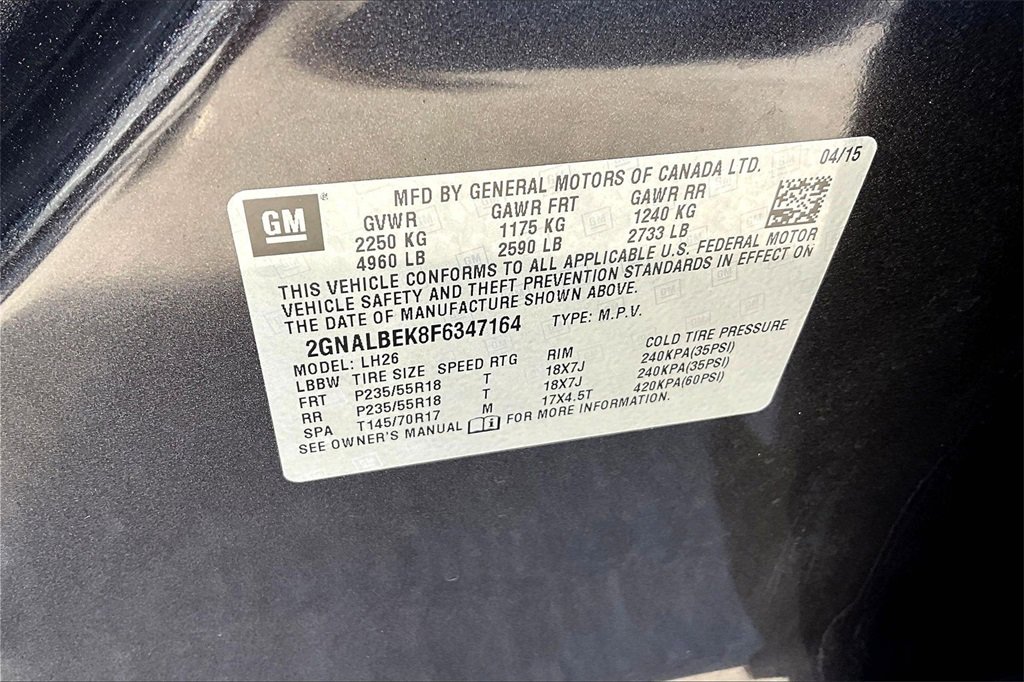 04/15
MFD BY GENERAL MOTORS OF CANADA LTD.
GM ®
GVWR GAWR FRT GAWR RR
2250 KG 1175 KG 1240 KG
4960 LB 2590 LB 2733 LB
THIS VEHICLE CONFORMS TO ALL APPLICABLE U.S. FEDERAL MOTOR
VEHICLE SAFETY AND THEFT PREVENTION STANDARDS IN EFFECT ON
THE DATE OF MANUFACTURE SHOWN ABOVE.
2GNALBEK8F6347164 TYPE: M.P.V.
MODEL: LH26
LBBW TIRE SIZE SPEED RTG RIM COLD TIRE PRESSURE
FRT P235/55R18 T 18X7J 240KPA(35PSI)
RR P235/55R18 T 18X7J 240KPA(35PSI)
SPA T145/70R17 M 17X4.5T 420KPA(60PSI)
SEE OWNER'S MANUAL FOR MORE INFORMATION.